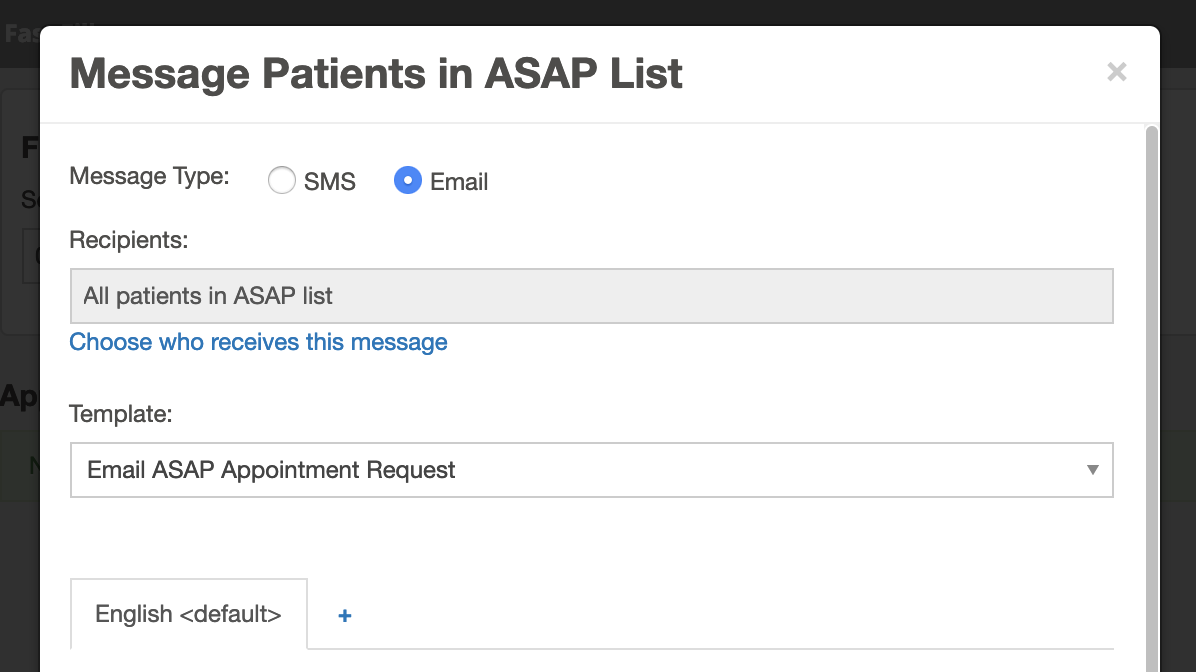 Message Patients in ASAP List
×
Message Type: SMS Email
Recipients:
All patients in ASAP list
Choose who receives this message
Template:
Email ASAP Appointment Request
English <default> +